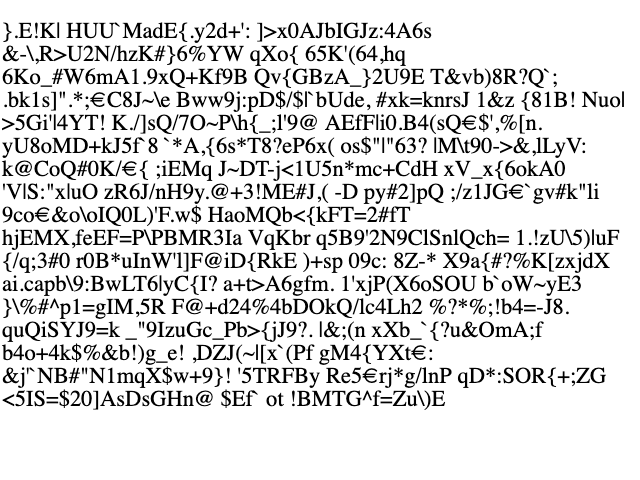 }.E!K| HUU`MadE{.y2d+': ]>x0AJbIGJz:4A6s
&-\,R>U2N/hzK#}6%YW qXo{ 65K'(64,hq
6Ko_#W6mA1.9xQ+Kf9B Qv{GBzA_}2U9E T&vb)8R?Q`;
.bk1s]".*;€C8J~\e Bww9j:pD$/$|`bUde, #xk=knrsJ 1&z {81B! Nuo|
>5Gi'|4YT! K./]sQ/7O~P\h{_;l'9@ AEfF|i0.B4(sQ€$',%[n.
yU8oMD+kJ5f`8`*A,{6s*T8?eP6x( os$"|"63? |M\t90->&,lLyV:
k@CoQ#0K/€{ ;iEMq J~DT-j<1U5n*mc+CdH xV_x{6okA0
'V|S:"x|uO zR6J/nH9y.@+3!ME#J,( -D py#2]pQ ;/z1JG€`gv#k"li
9co€&o\oIQ0L)'F.w$ HaoMQb<{kFT=2#fT
hjEMX,feEF=P\PBMR3Ia VqKbr q5B9'2N9ClSnlQch= 1.!zU\5)|uF
{/q;3#0 r0B*uInW'l]F@iD{RkE )+sp 09c: 8Z-* X9a{#?%K[zxjdX
ai.capb\9:BwLT6|yC{I? a+t>A6gfm. 1'xjP(X6oSOU b`oW~yE3
}\%#^p1=gIM,5R F@+d24%4bDOkQ/lc4Lh2 %?*%;!b4=-J8.
quQiSYJ9=k _"9IzuGc_Pb>{jJ9?. |&;(n xXb_`{?u&OmA;f
b4o+4k$%&b!)g_e! ,DZJ(~|[x`(Pf gM4{YXt€:
&j'`NB#"N1mqX$w+9}! '5TRFBy Re5€rj*g/lnP qD*:SOR{+;ZG
<5IS=$20]AsDsGHn@ $Ef` ot !BMTG^f=Zu\)E